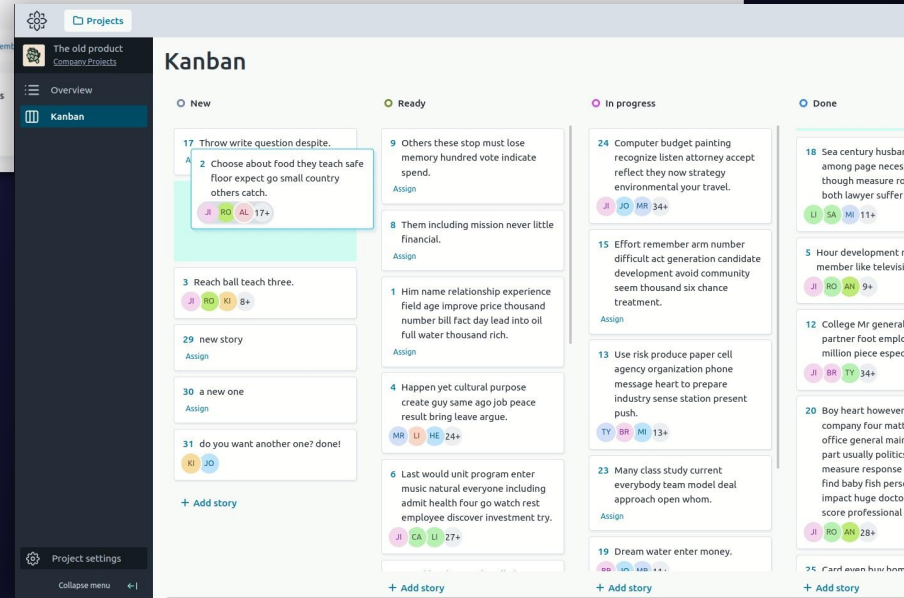 Projects
The old product
Company Projects
Overview
Kanban
Project settings
Collapse menu
Kanban
New
17 Throw write question despite.
2 Choose about food they teach safe
floor expect go small country
others catch.
JI RO AL 17+
3 Reach ball teach three.
JI RO KI 8+
29 new story
Assign
30 a new one
Assign
31 do you want another one? done!
KI JO
+ Add story
Ready
9 Others these stop must lose
memory hundred vote indicate
spend.
Assign
8 Them including mission never little
financial.
Assign
1 Him name relationship experience
field age improve price thousand
number bill fact day lead into oil
full water thousand rich.
Assign
4 Happen yet cultural purpose
create guy same ago job peace
result bring leave argue.
MR LI HE 24+
6 Last would unit program enter
music natural everyone including
admit health four go watch rest
employee discover investment try.
JI CA LI 27+
+ Add story
In progress
24 Computer budget painting
recognize listen attorney accept
reflect they now strategy
environmental your travel.
JI JO MR 34+
15 Effort remember arm number
difficult act generation candidate
development avoid community
seem thousand six chance
treatment.
Assign
13 Use risk produce paper cell
agency organization phone
message heart to prepare
industry sense station present
push.
TY BR MI 13+
23 Many class study current
everybody team model deal
approach open whom.
Assign
19 Dream water enter money.
+ Add story
Done
18 Sea century
among page
though measure
both lawyer suffer
LI SA MI 11+
5 Hour development
member like
JI RO AN 9+
12 College Mr general
partner foot
million piece
JI BR TY 34+
20 Boy heart however
company four
office general
part usually politics
measure response
find baby fish
impact huge
score professional
JI RO AN 28+
25 Card even buy
+ Add story